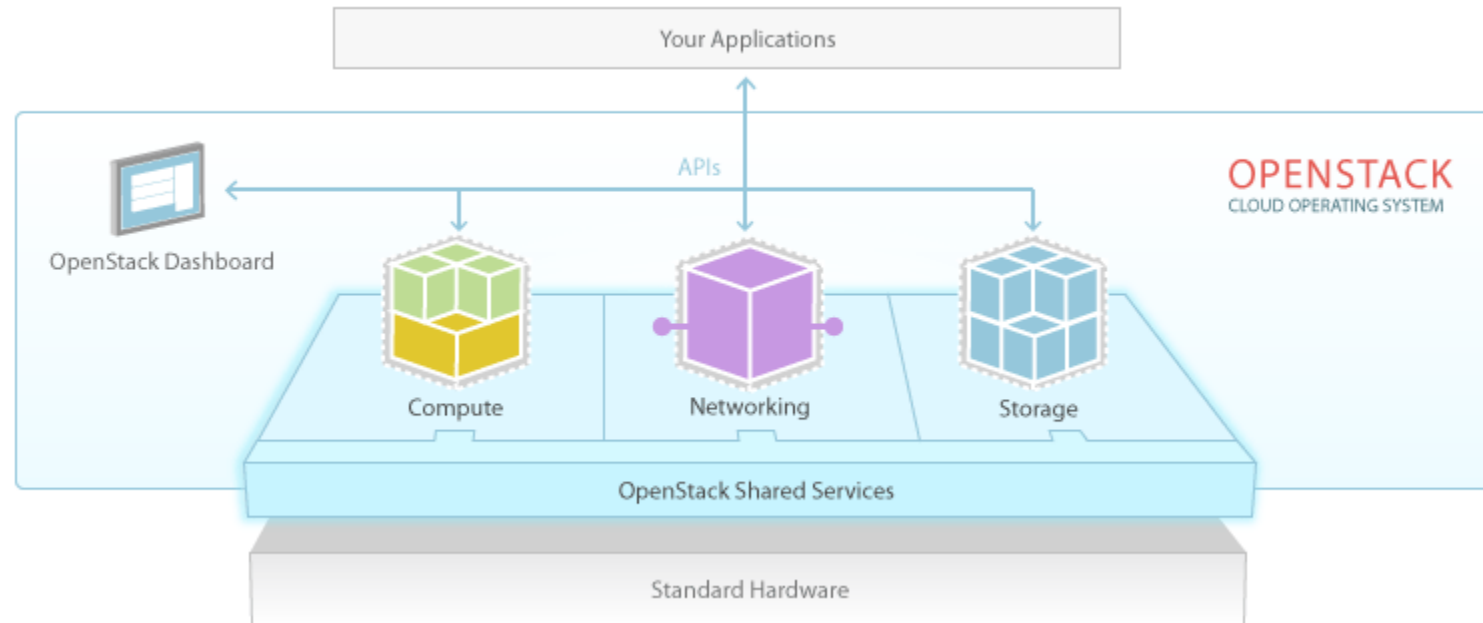 Your Applications
APIs
OPENSTACK
CLOUD OPERATING SYSTEM
OpenStack Dashboard
Compute
Networking
Storage
OpenStack Shared Services
Standard Hardware